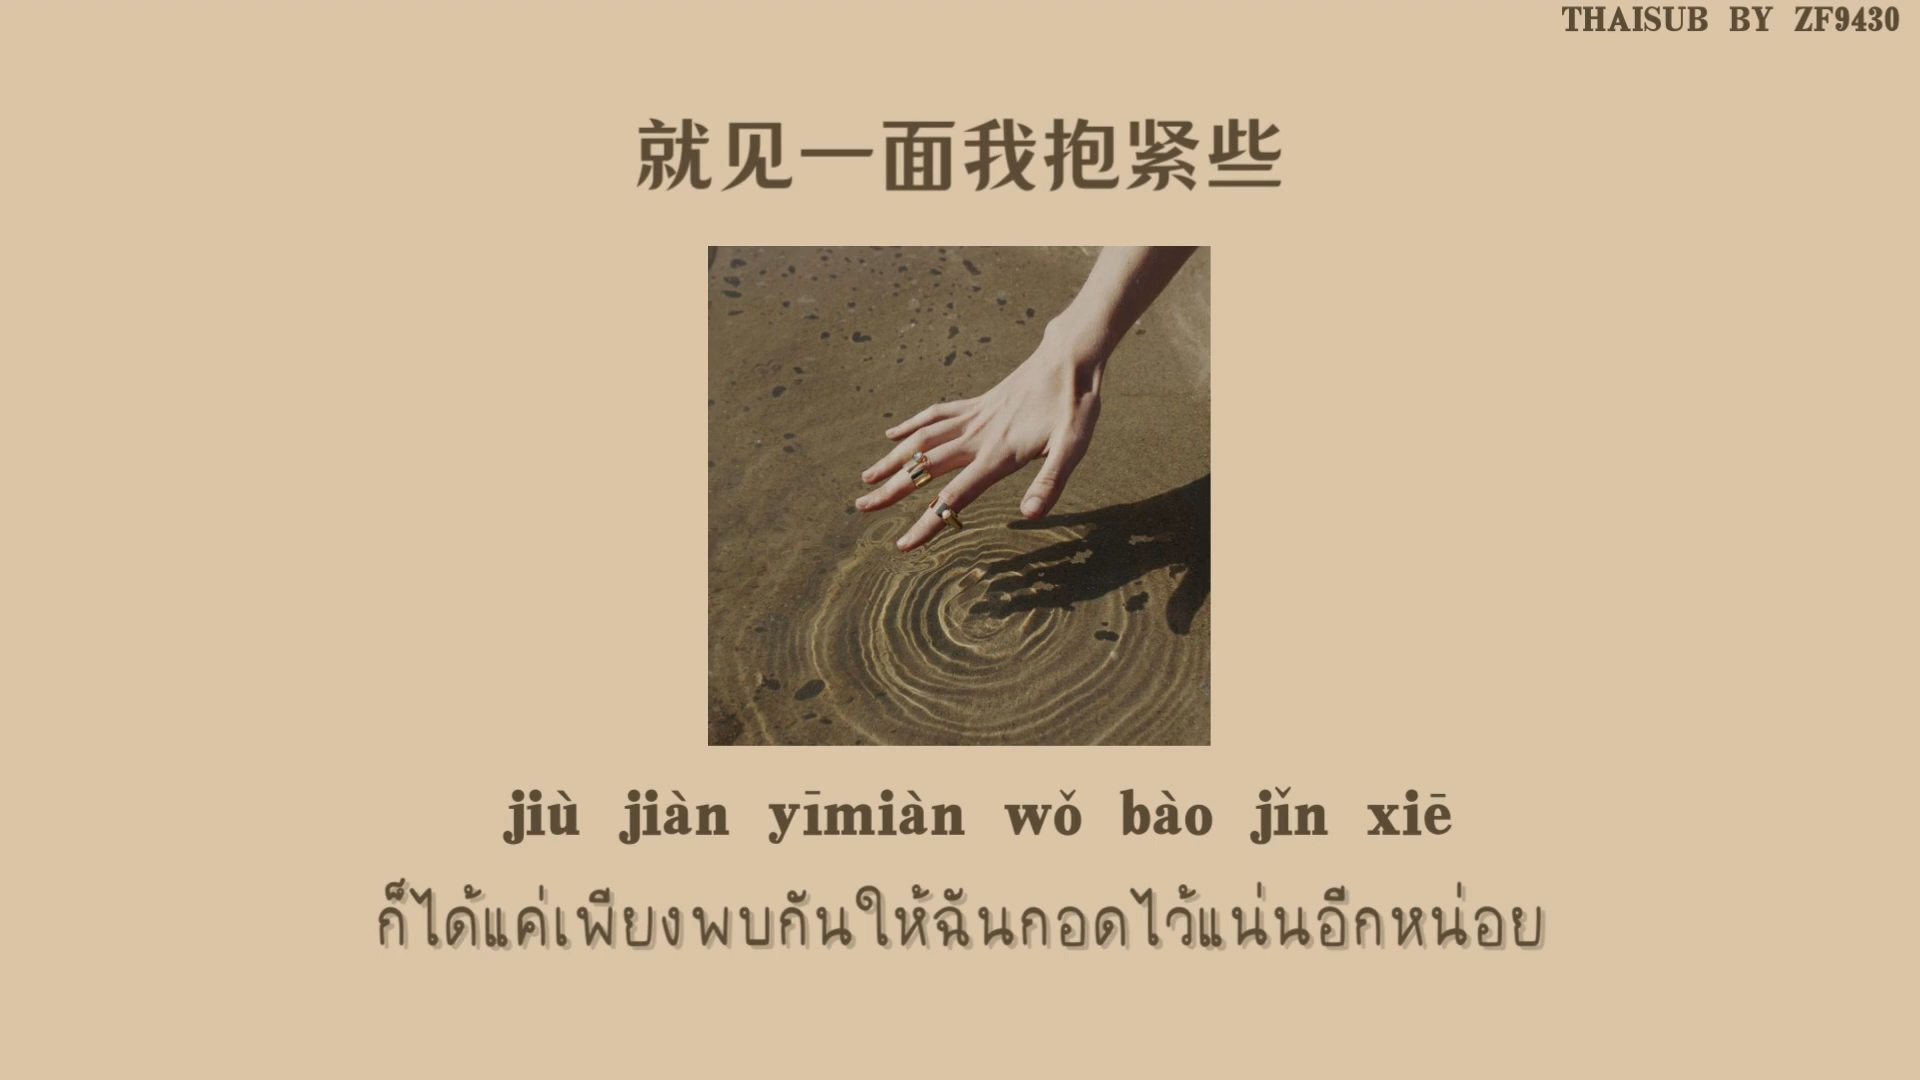 THAISUB BY ZF9430
就见一面我抱紧些
jiù jiàn yīmiàn wǒ bào jǐn xiē
ก็ได้แค่เพียงพบกันให้ฉันกอดไว้แน่นอีกหน่อย